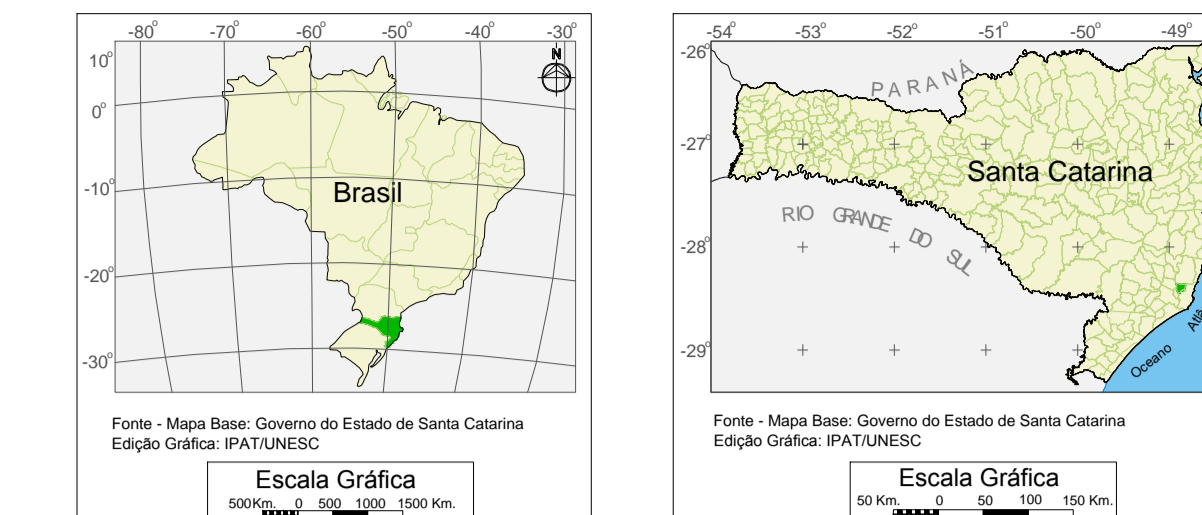 -80° -70° -60° -50° -40° -30°
N
10°
0°
-10°
-20°
-30°
Brasil
Fonte - Mapa Base: Governo do Estado de Santa Catarina
Edição Gráfica: IPAT/UNESC
Escala Gráfica
500Km. 0 500 1000 1500 Km.
-54° -53° -52° -51° -50° -49°
-26°
-27°
-28°
-29°
PARANÁ
Santa Catarina
RIO GRANDE DO SUL
Oceano
Fonte - Mapa Base: Governo do Estado de Santa Catarina
Edição Gráfica: IPAT/UNESC
Escala Gráfica
50 Km. 0 50 100 150 Km.